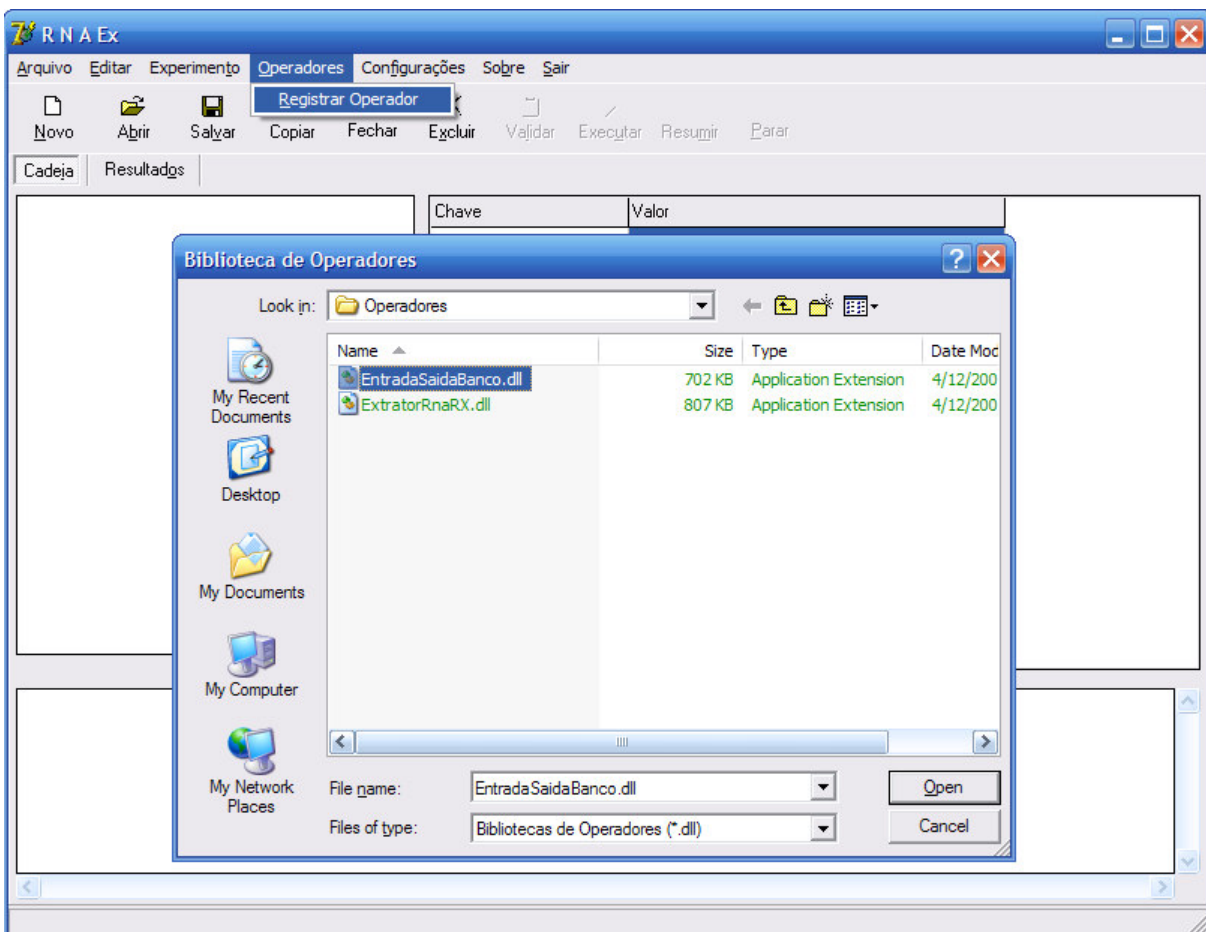 R N A Ex
Arquivo Editar Experimento Operadores Configurações Sobre Sair
Registrar Operador
Novo Abrir Salvar Copiar Fechar Excluir Validar Executar Resumir Parar
Cadeia Resultados
Chave Valor
Biblioteca de Operadores
Look in: Operadores
Name Size Type Date Mod
EntradaSaidaBanco.dll 702 KB Application Extension 4/12/200
ExtratorRnaRX.dll 807 KB Application Extension 4/12/200
My Recent
Documents
Desktop
My Documents
My Computer
My Network
Places
File name: EntradaSaidaBanco.dll Open
Files of type: Bibliotecas de Operadores (*.dll) Cancel